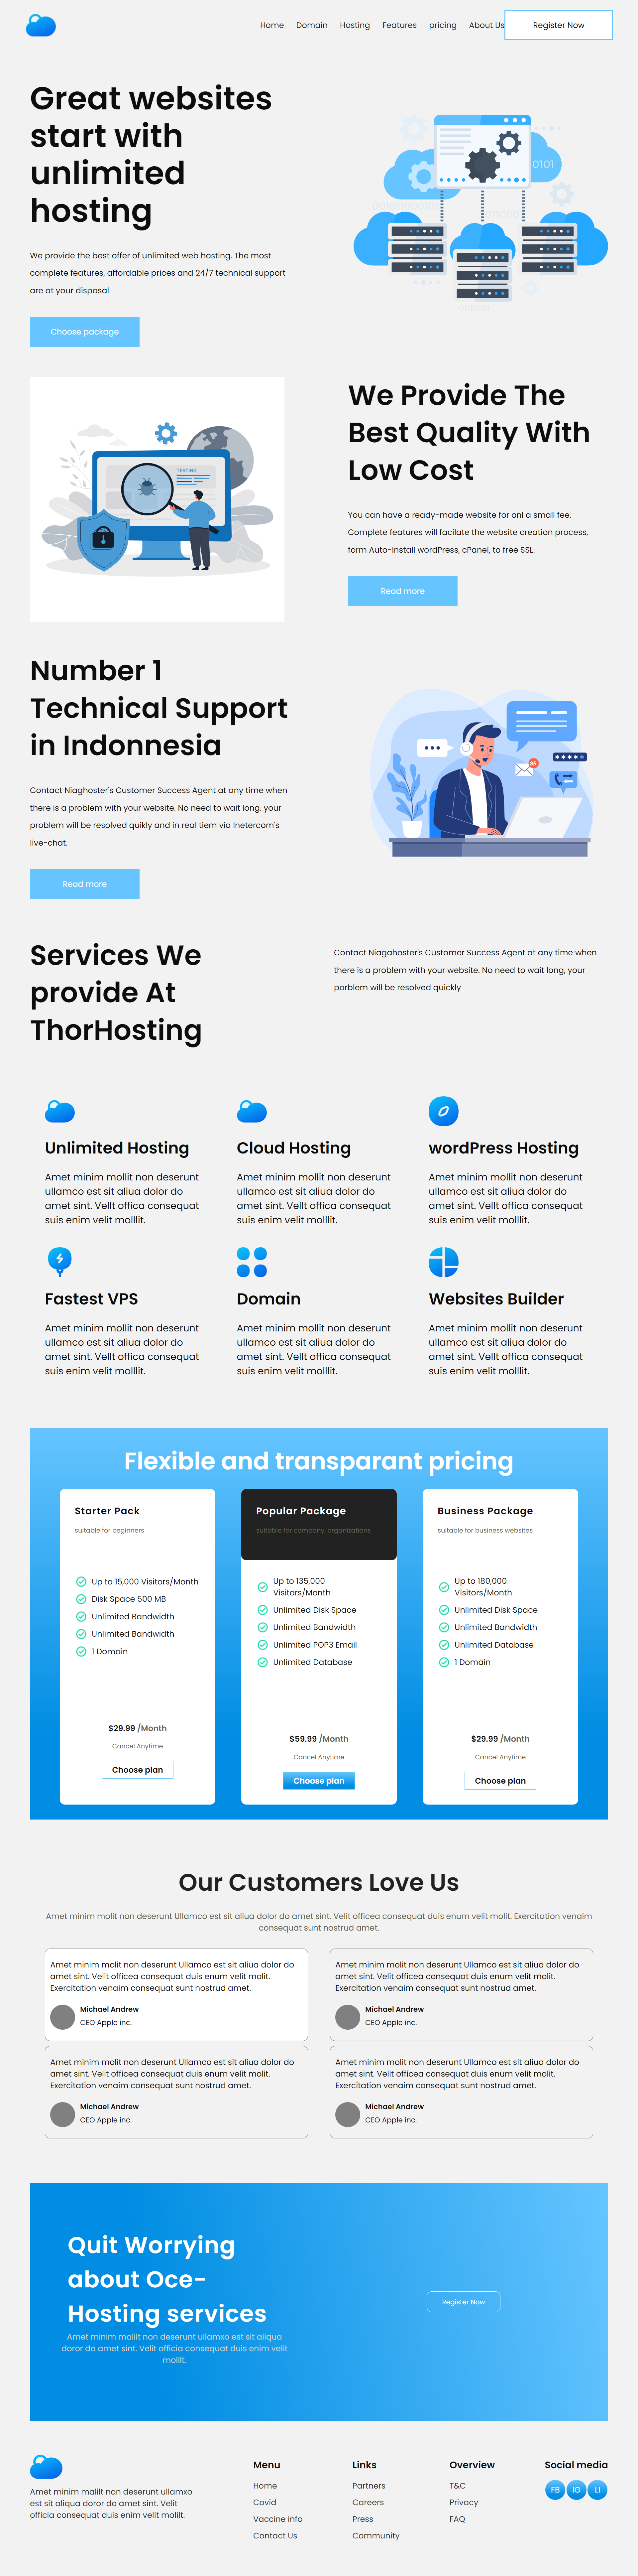 Home Domain Hosting Features pricing About Us Register Now
Great websites
start with
unlimited
hosting
We provide the best offer of unlimited web hosting. The most
complete features, affordable prices and 24/7 technical support
are at your disposal
Choose package
0101
TESTING
We Provide The
Best Quality With
Low Cost
You can have a ready-made website for onl a small fee.
Complete features will facilate the website creation process,
form Auto-Install wordPress, cPanel, to free SSL.
Read more
Number 1
Technical Support
in Indonnesia
Contact Niaghoster's Customer Success Agent at any time when
there is a problem with your website. No need to wait long. your
problem will be resolved quikly and in real tiem via Inetercom's
live-chat.
Read more
Services We
provide At
ThorHosting
Contact Niagahoster's Customer Success Agent at any time when
there is a problem with your website. No need to wait long, your
porblem will be resolved quickly
Unlimited Hosting
Amet minim mollit non deserunt
ullamco est sit aliua dolor do
amet sint. Vellt offica consequat
suis enim velit molllit.
Cloud Hosting
Amet minim mollit non deserunt
ullamco est sit aliua dolor do
amet sint. Vellt offica consequat
suis enim velit molllit.
wordPress Hosting
Amet minim mollit non deserunt
ullamco est sit aliua dolor do
amet sint. Vellt offica consequat
suis enim velit molllit.
Fastest VPS
Amet minim mollit non deserunt
ullamco est sit aliua dolor do
amet sint. Vellt offica consequat
suis enim velit molllit.
Domain
Amet minim mollit non deserunt
ullamco est sit aliua dolor do
amet sint. Vellt offica consequat
suis enim velit molllit.
Websites Builder
Amet minim mollit non deserunt
ullamco est sit aliua dolor do
amet sint. Vellt offica consequat
suis enim velit molllit.
Flexible and transparant pricing
Starter Pack
suitable for beginners
Up to 15,000 Visitors/Month
Disk Space 500 MB
Unlimited Bandwidth
Unlimited Bandwidth
1 Domain
$29.99 /Month
Cancel Anytime
Choose plan
Popular Package
suitable for company, organizations
Up to 135,000
Visitors/Month
Unlimited Disk Space
Unlimited Bandwidth
Unlimited POP3 Email
Unlimited Database
$59.99 /Month
Cancel Anytime
Choose plan
Business Package
suitable for business websites
Up to 180,000
Visitors/Month
Unlimited Disk Space
Unlimited Bandwidth
Unlimited Database
1 Domain
$29.99 /Month
Cancel Anytime
Choose plan
Our Customers Love Us
Amet minim molit non deserunt Ullamco est sit aliua dolor do amet sint. Velit officea consequat duis enum velit molit. Exercitation venaim
consequat sunt nostrud amet.
Amet minim molit non deserunt Ullamco est sit aliua dolor do
amet sint. Velit officea consequat duis enum velit molit.
Exercitation venaim consequat sunt nostrud amet.
Michael Andrew
CEO Apple inc.
Amet minim molit non deserunt Ullamco est sit aliua dolor do
amet sint. Velit officea consequat duis enum velit molit.
Exercitation venaim consequat sunt nostrud amet.
Michael Andrew
CEO Apple inc.
Amet minim molit non deserunt Ullamco est sit aliua dolor do
amet sint. Velit officea consequat duis enum velit molit.
Exercitation venaim consequat sunt nostrud amet.
Michael Andrew
CEO Apple inc.
Amet minim molit non deserunt Ullamco est sit aliua dolor do
amet sint. Velit officea consequat duis enum velit molit.
Exercitation venaim consequat sunt nostrud amet.
Michael Andrew
CEO Apple inc.
Quit Worrying
about Oce-
Hosting services
Amet minim malilt non deserunt ullamxo est sit aliqua
doror do amet sint. Velit officia consequat duis enim velit
molilt.
Register Now
Amet minim malilt non deserunt ullamxo
est sit aliqua doror do amet sint. Velit
officia consequat duis enim velit molilt.
Menu
Home
Covid
Vaccine info
Contact Us
Links
Partners
Careers
Press
Community
Overview
T&C
Privacy
FAQ
Social media
FB IG LI